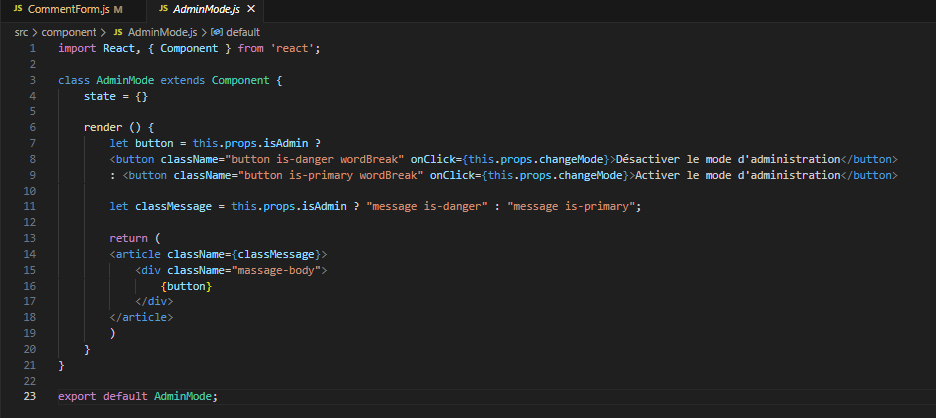 JS CommentForm.js M JS AdminMode.js ×
src > component > JS AdminMode.js > default
1 import React, { Component } from 'react';
2
3 class AdminMode extends Component {
4 state = {}
5
6 render () {
7 let button = this.props.isAdmin ?
8 <button className="button is-danger wordBreak" onClick={this.props.changeMode}>Désactiver le mode d'administration</button>
9 : <button className="button is-primary wordBreak" onClick={this.props.changeMode}>Activer le mode d'administration</button>
10
11 let classMessage = this.props.isAdmin ? "message is-danger" : "message is-primary";
12
13 return (
14 <article className={classMessage}>
15 <div className="massage-body">
16 {button}
17 </div>
18 </article>
19 )
20 }
21 }
22
23 export default AdminMode;